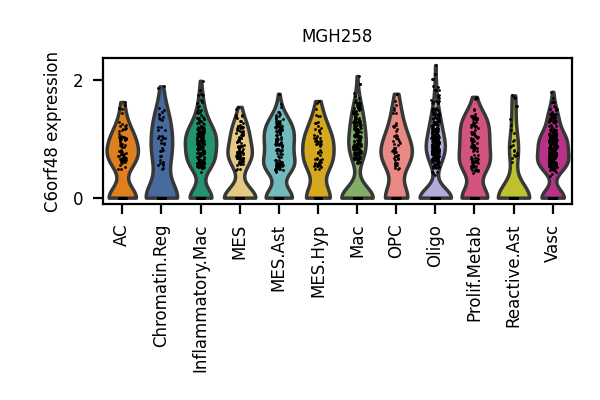 MGH258
C6orf48 expression
2
0
AC
Chromatin.Reg
Inflammatory.Mac
MES
MES.Ast
MES.Hyp
Mac
OPC
Oligo
Prolif.Metab
Reactive.Ast
Vasc